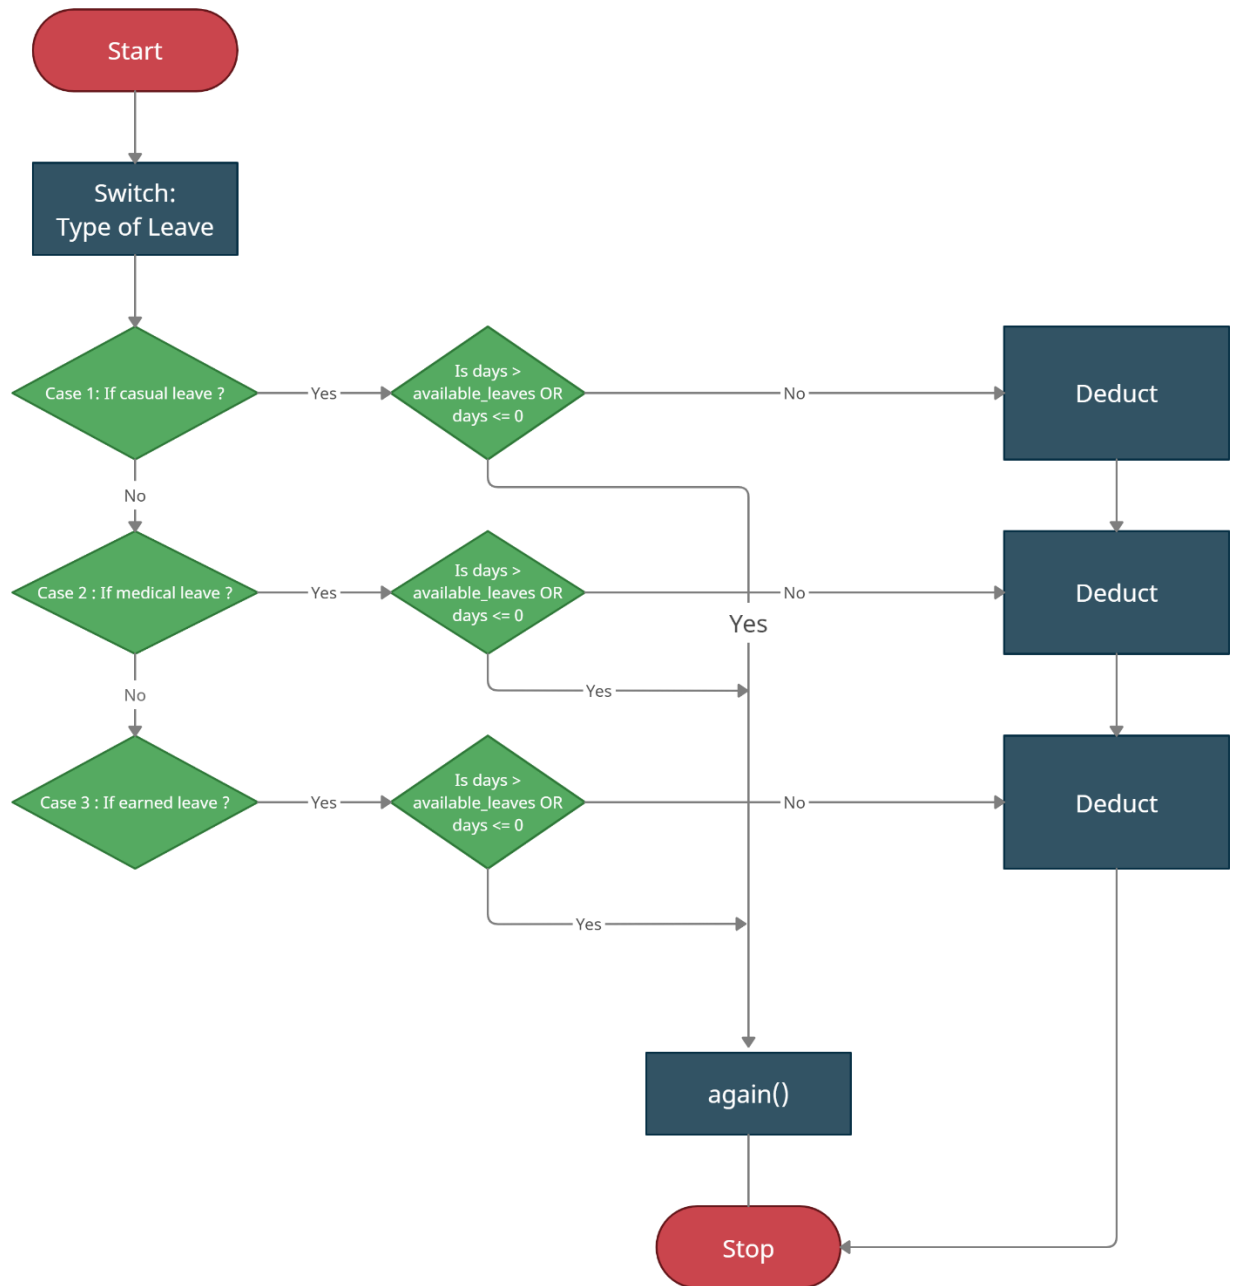 Start
Switch:
Type of Leave
Case 1: If casual leave ?
Yes
Is days >
available_leaves OR
days <= 0
No
Deduct
No
Case 2 : If medical leave ?
Yes
Is days >
available_leaves OR
days <= 0
No
Deduct
Yes
No
Yes
Case 3 : If earned leave ?
Yes
Is days >
available_leaves OR
days <= 0
No
Deduct
Yes
again()
Stop